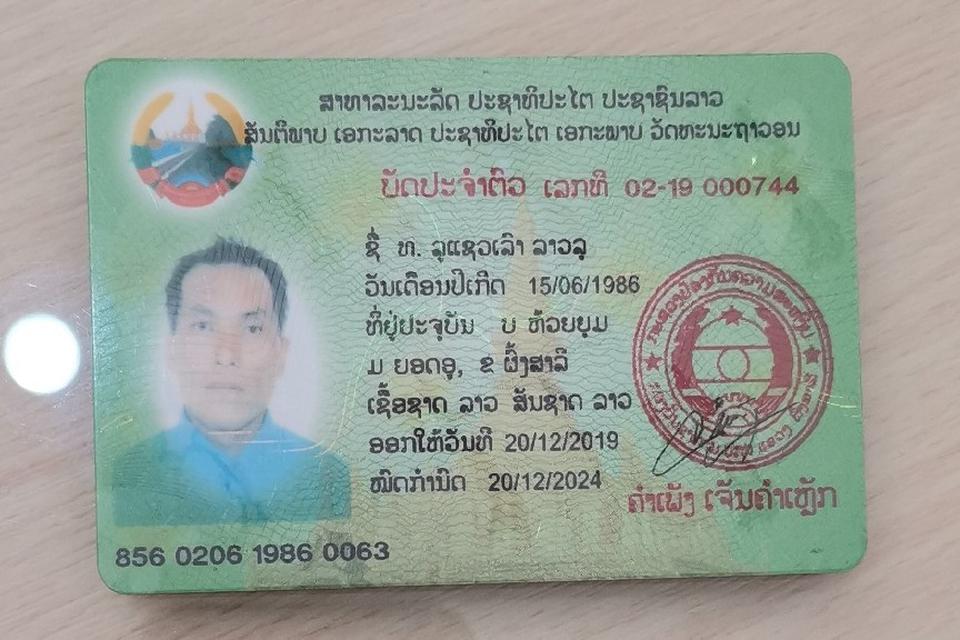 ສາທາລະນະລັດ ປະຊາທິປະໄຕ ປະຊາຊົນລາວ
ສັນຕິພາບ ເອກະລາດ ປະຊາທິປະໄຕ ເອກະພາບ ວັດທະນະຖາວອນ
ບັດປະຈຳຕົວ ເລກທີ 02-19 000744
ຊື່ ທ. ລຸແຊວເລົາ ລາວລຸ
ວັນເດືອນປີເກີດ 15/06/1986
ທີ່ຢູ່ປະຈຸບັນ ບ ຫ້ວຍຍຸມ
ມ ຍອດອູ, ຂ ຜົ້ງສາລີ
ເຊື້ອຊາດ ລາວ ສັນຊາດ ລາວ
ອອກໃຫ້ວັນທີ 20/12/2019
ໝົດກຳນົດ 20/12/2024
ຄຳເພັງ ເຈັນຄຳເຫຼັກ
856 0206 1986 0063